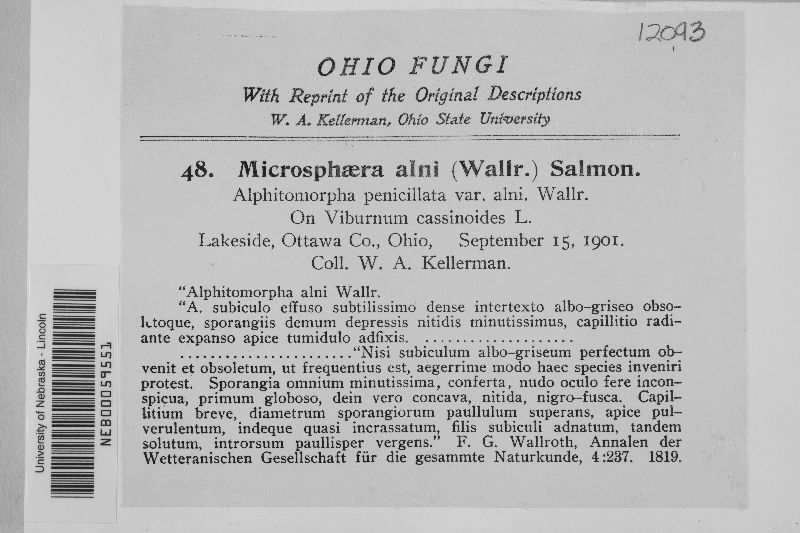 12093
OHIO FUNGI
With Reprint of the Original Descriptions
W. A. Kellerman, Ohio State University
48. Microsphæra alni (Wallr.) Salmon.
Alphitomorpha penicillata var. alni. Wallr.
On Viburnum cassinoides L.
Lakeside, Ottawa Co., Ohio, September 15, 1901.
Coll. W. A. Kellerman.
"Alphitomorpha alni Wallr.
"A. subiculo effuso subtilissimo dense intertexto albo-griseo obso-
letoque, sporangiis demum depressis nitidis minutissimus, capillitio radi-
ante expanso apice tumidulo adfixis. ....................
......................"Nisi subiculum albo-griseum perfectum ob-
venit et obsoletum, ut frequentius est, aegerrime modo haec species inveniri
protest. Sporangia omnium minutissima, conferta, nudo oculo fere incon-
spicua, primum globoso, dein vero concava, nitida, nigro-fusca. Capil-
litium breve, diametrum sporangiorum paullulum superans, apice pul-
verulentum, indeque quasi incrassatum, filis subiculi adnatum, tandem
solutum, introrsum paullisper vergens." F. G. Wallroth, Annalen der
Wetteranischen Gesellschaft für die gesammte Naturkunde, 4:237. 1819.
University of Nebraska - Lincoln
NEB00059551